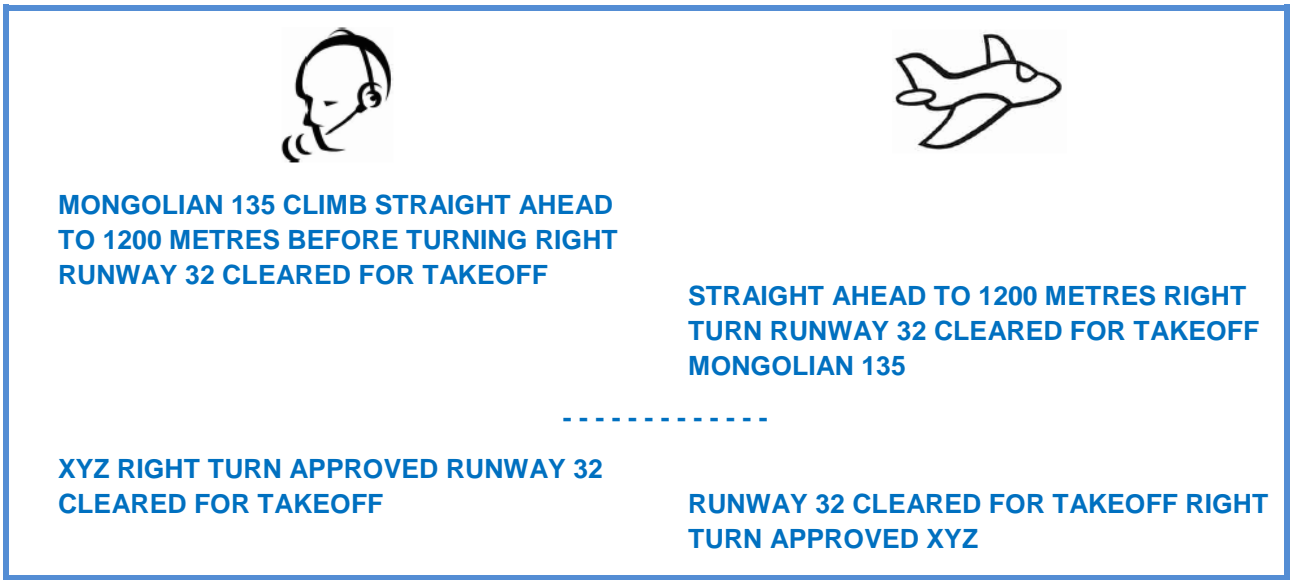 MONGOLIAN 135 CLIMB STRAIGHT AHEAD
TO 1200 METRES BEFORE TURNING RIGHT
RUNWAY 32 CLEARED FOR TAKEOFF
STRAIGHT AHEAD TO 1200 METRES RIGHT
TURN RUNWAY 32 CLEARED FOR TAKEOFF
MONGOLIAN 135
- - - - - - - - - - - - -
XYZ RIGHT TURN APPROVED RUNWAY 32
CLEARED FOR TAKEOFF
RUNWAY 32 CLEARED FOR TAKEOFF RIGHT
TURN APPROVED XYZ